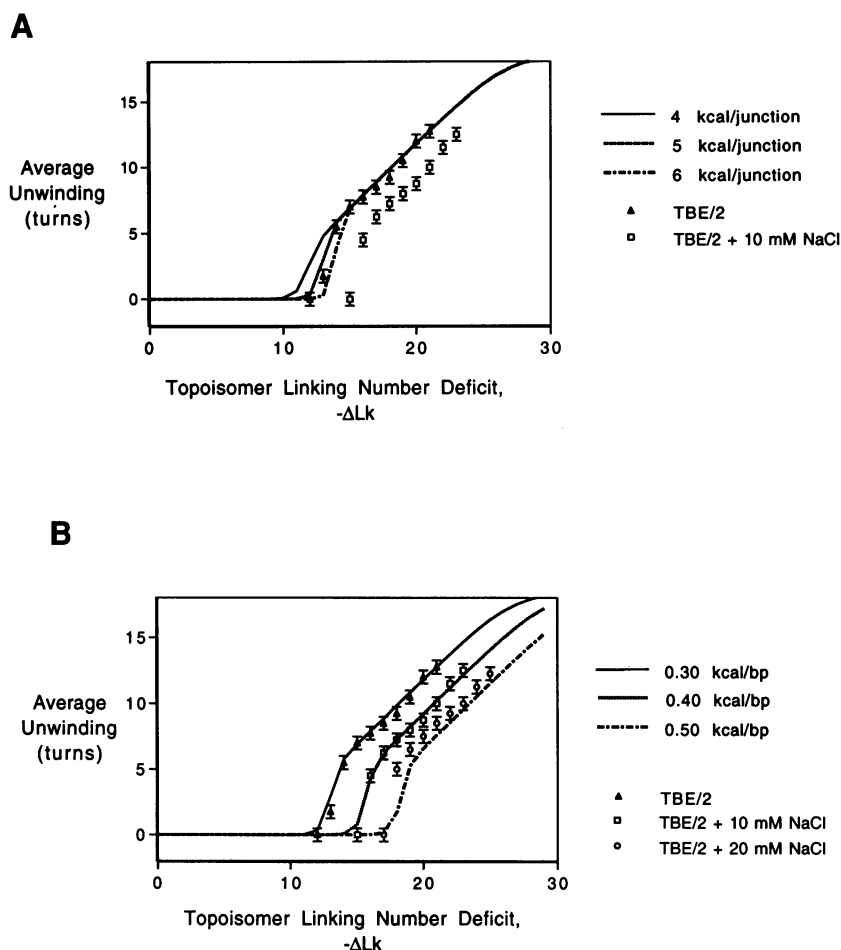 A
15
10
5
0
Average
Unwinding
(turns)
0 10 20 30
Topoisomer Linking Number Deficit,
-ΔLk
4 kcal/junction
5 kcal/junction
6 kcal/junction
TBE/2
TBE/2 + 10 mM NaCl
B
15
10
5
0
Average
Unwinding
(turns)
0 10 20 30
Topoisomer Linking Number Deficit,
-ΔLk
0.30 kcal/bp
0.40 kcal/bp
0.50 kcal/bp
TBE/2
TBE/2 + 10 mM NaCl
TBE/2 + 20 mM NaCl